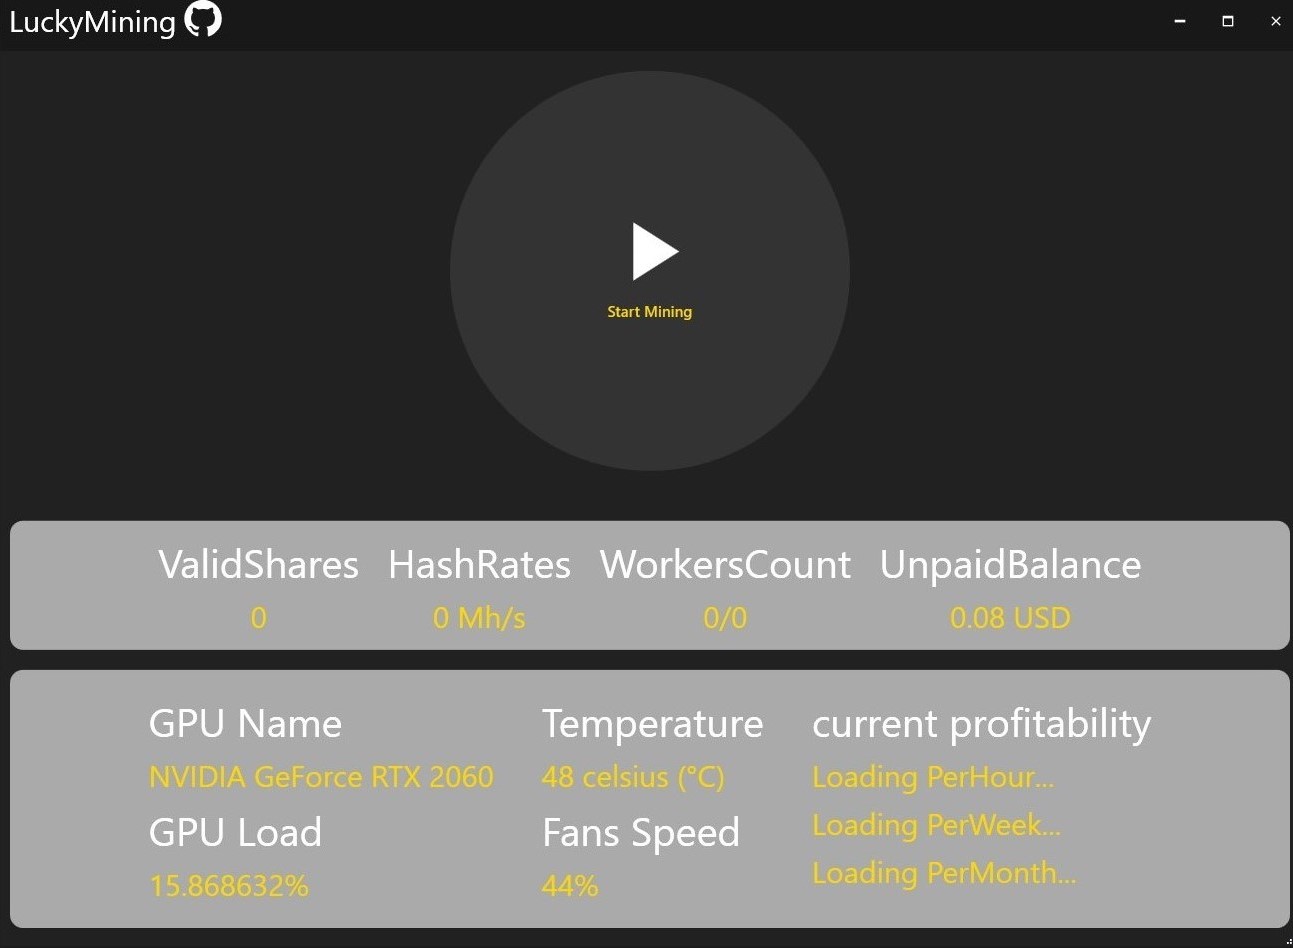 LuckyMining
Start Mining
ValidShares HashRates WorkersCount UnpaidBalance
0 0 Mh/s 0/0 0.08 USD
GPU Name Temperature current profitability
NVIDIA GeForce RTX 2060 48 celsius (°C) Loading PerHour...
Loading PerWeek...
GPU Load Fans Speed
Loading PerMonth...
15.868632% 44%